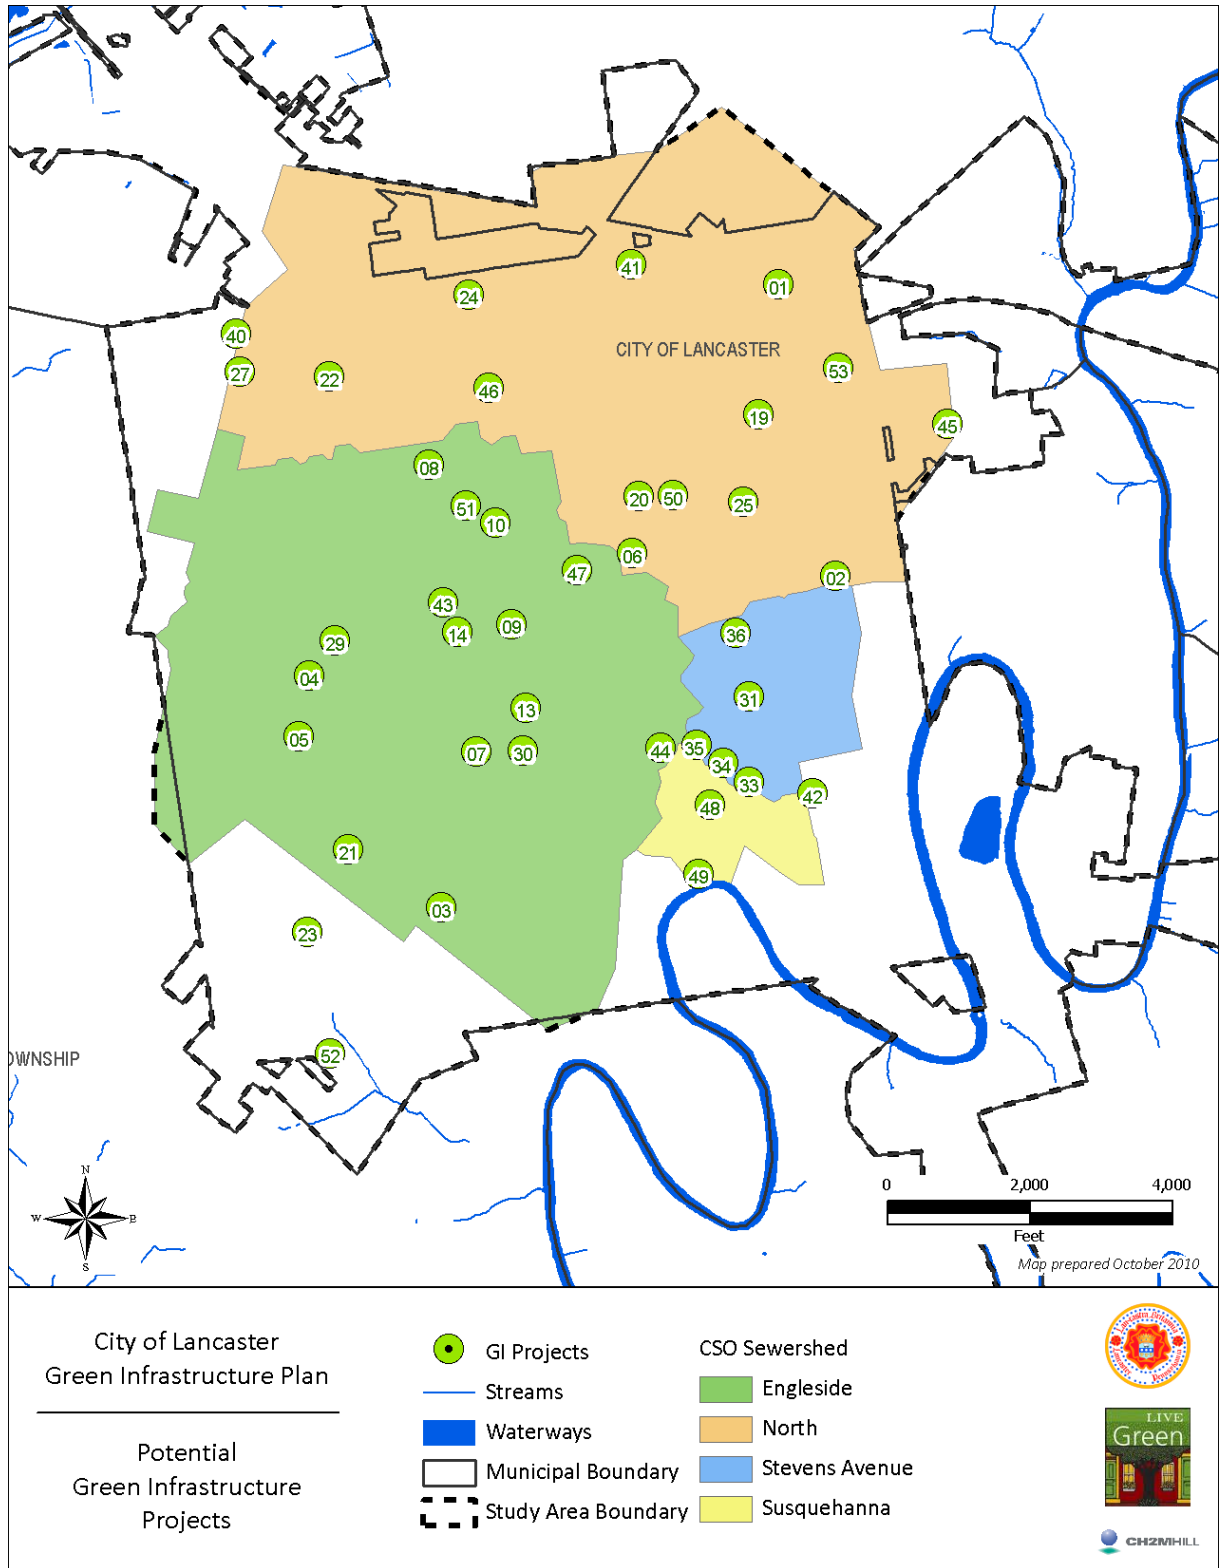 41
24
01
40
CITY OF LANCASTER
27
22
53
46
19
45
08
51
20
50
25
10
06
47
02
43
09
14
36
29
04
31
13
05
44
35
07
30
34
33
42
48
21
49
03
23
52
OWNSHIP
N
W
E
S
0
2,000
4,000
Feet
Map prepared October 2010
City of Lancaster
Green Infrastructure Plan
Potential
Green Infrastructure
Projects
GI Projects
Streams
Waterways
Municipal Boundary
Study Area Boundary
CSO Sewershed
Engleside
North
Stevens Avenue
Susquehanna
LIVE
Green
CH2MHILL